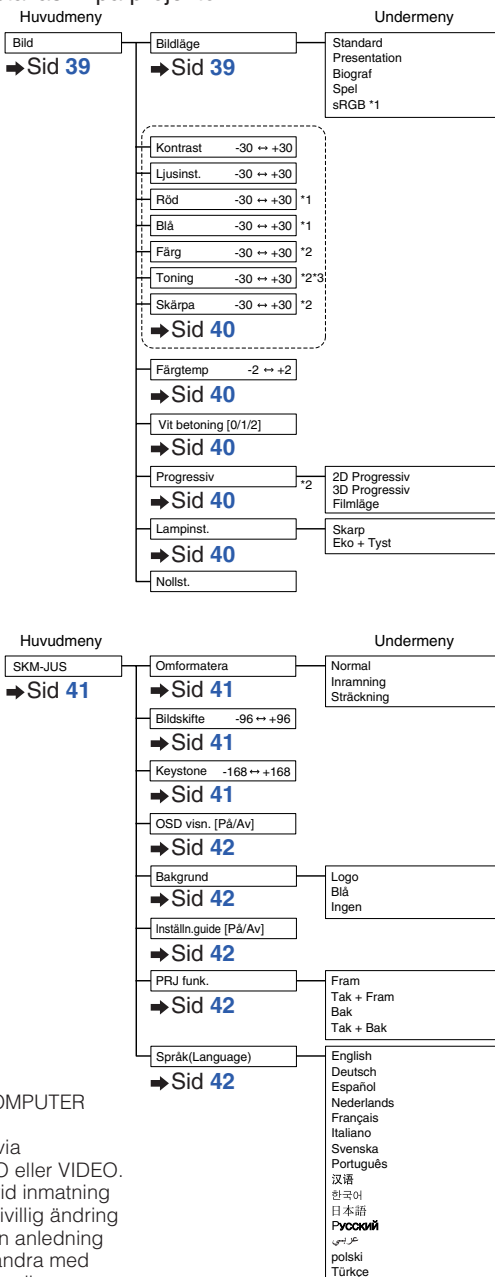 Huvudmeny Undermeny
Bild
➡Sid 39
Bildläge
➡Sid 39
Standard
Presentation
Biograf
Spel
sRGB *1
Kontrast -30 ↔ +30
Ljusinst. -30 ↔ +30
Röd -30 ↔ +30 *1
Blå -30 ↔ +30 *1
Färg -30 ↔ +30 *2
Toning -30 ↔ +30 *2*3
Skärpa -30 ↔ +30 *2
➡Sid 40
Färgtemp -2 ↔ +2
➡Sid 40
Vit betoning [0/1/2]
➡Sid 40
Progressiv *2
➡Sid 40
2D Progressiv
3D Progressiv
Filmläge
Lampinst.
➡Sid 40
Skarp
Eko + Tyst
Nollst.
Huvudmeny Undermeny
SKM-JUS
➡Sid 41
Omformatera
➡Sid 41
Normal
Inramning
Sträckning
Bildskifte -96 ↔ +96
➡Sid 41
Keystone -168 ↔ +168
➡Sid 41
OSD visn. [På/Av]
➡Sid 42
Bakgrund
➡Sid 42
Logo
Blå
Ingen
Inställn.guide [På/Av]
➡Sid 42
PRJ funk.
➡Sid 42
Fram
Tak + Fram
Bak
Tak + Bak
Språk(Language)
➡Sid 42
English
Deutsch
Español
Nederlands
Français
Italiano
Svenska
Português
汉语
한국어
日本語
Русский
عربي
polski
Türkçe
OMPUTER
via
D eller VIDEO.
id inmatning
ivillig ändring
n anledning
ändra med